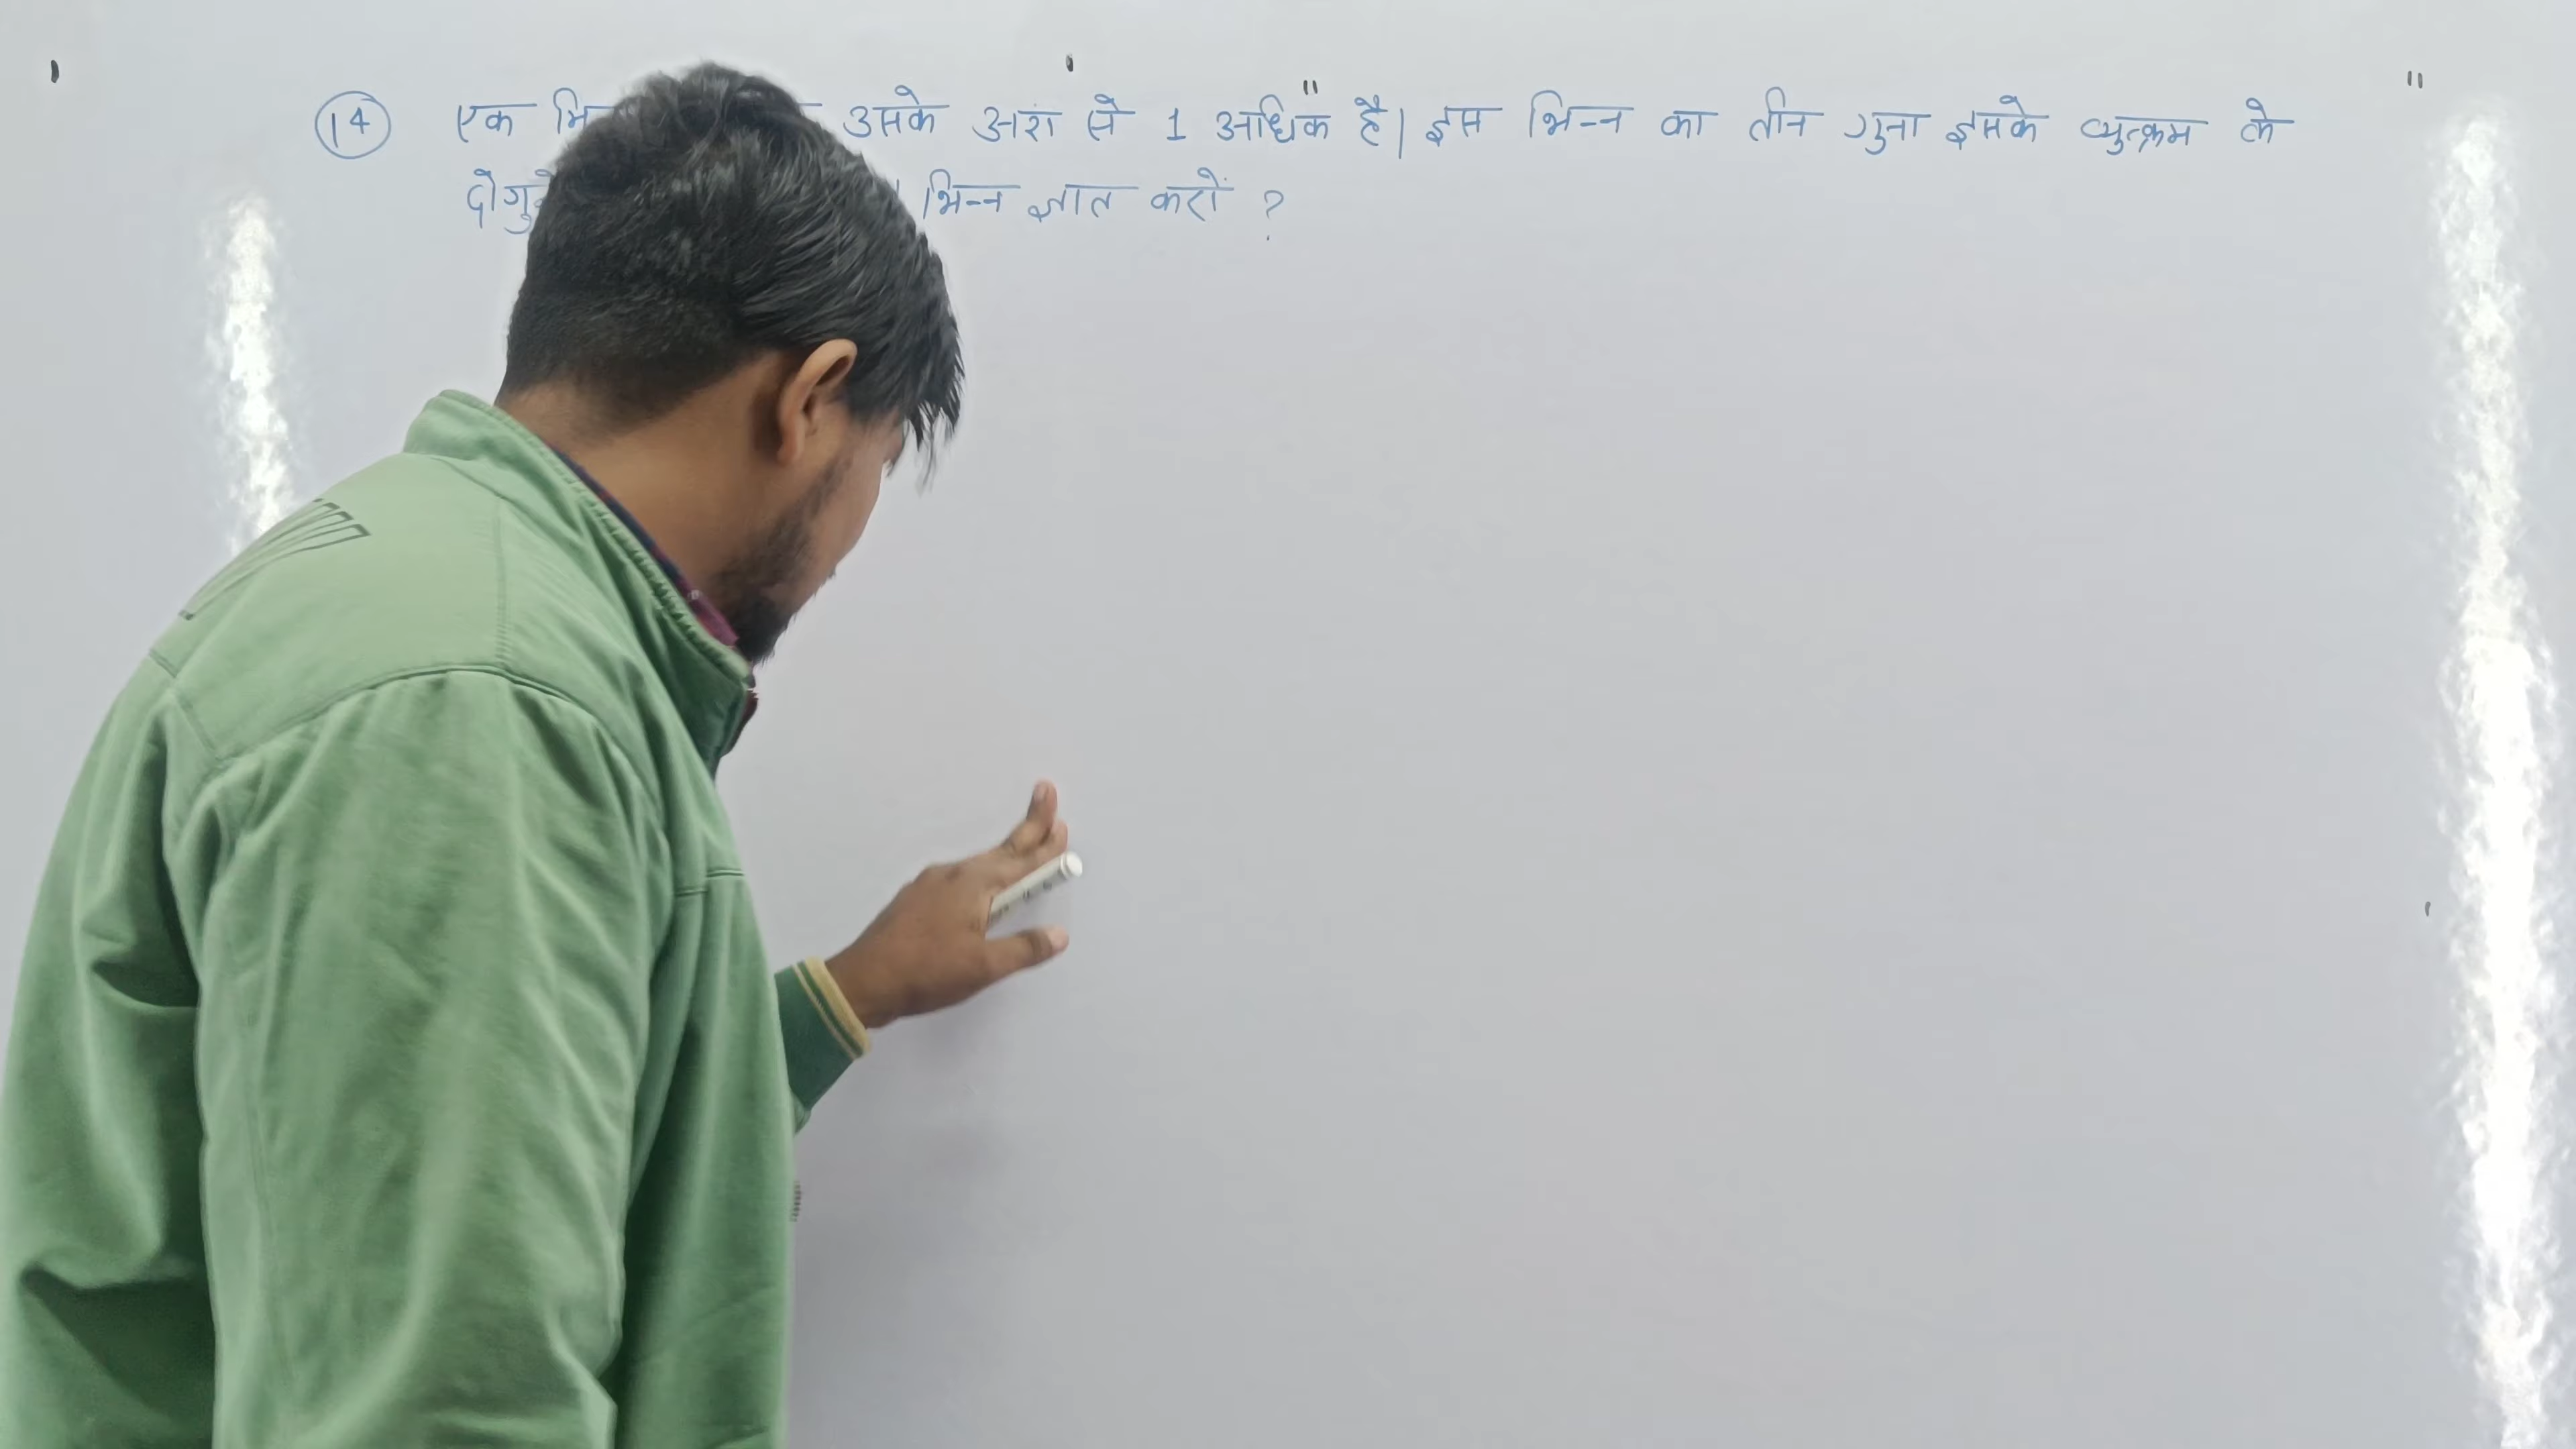 14 एक उसके अंश से 1 अधिक है| इस भिन्न का तीन गुना इसके व्युत्क्रम के
भिन्न ज्ञात करों ?